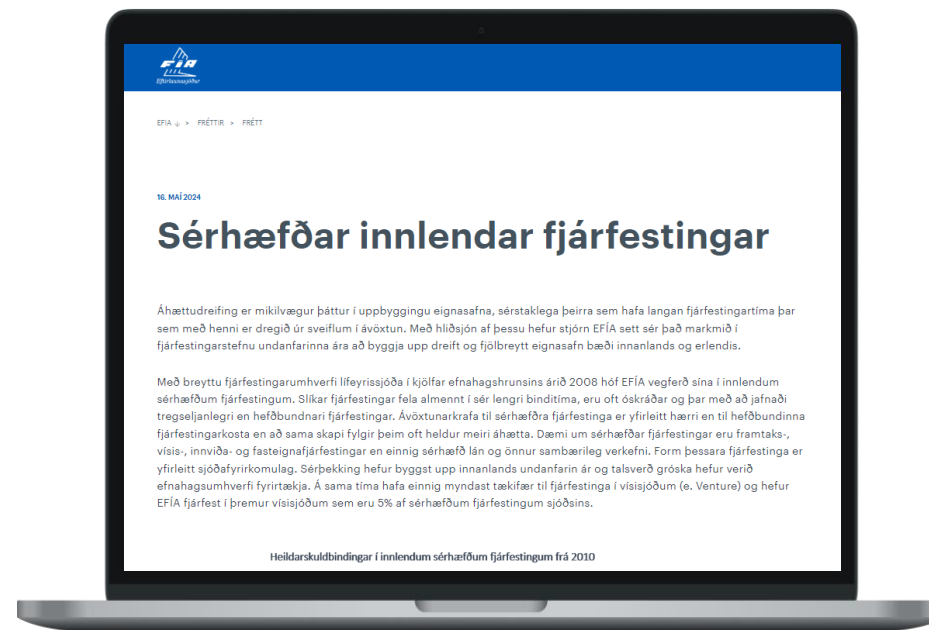 FÍA
Eftirlaunasjóður
EFIA ↓ > FRÉTTIR > FRÉTT
16. MAÍ 2024
Sérhæfðar innlendar fjárfestingar
Áhættudreifing er mikilvægur þáttur í uppbyggingu eignasafna, sérstaklega þeirra sem hafa langan fjárfestingartíma þar
sem með henni er dregið úr sveiflum í ávöxtun. Með hliðsjón af þessu hefur stjórn EFÍA sett sér það markmið í
fjárfestingarstefnu undanfarinna ára að byggja upp dreift og fjölbreytt eignasafn bæði innanlands og erlendis.
Með breyttu fjárfestingarumhverfi lífeyrissjóða í kjölfar efnahagshrunsins árið 2008 hóf EFÍA vegferð sína í innlendum
sérhæfðum fjárfestingum. Slíkar fjárfestingar fela almennt í sér lengri binditíma, eru oft óskráðar og þar með að jafnaði
tregseljanlegri en hefðbundnari fjárfestingar. Ávöxtunarkrafa til sérhæfðra fjárfestinga er yfirleitt hærri en til hefðbundinna
fjárfestingarkosta en að sama skapi fylgir þeim oft heldur meiri áhætta. Dæmi um sérhæfðar fjárfestingar eru framtaks-,
vísis-, innviða- og fasteignafjárfestingar en einnig sérhæfð lán og önnur sambærileg verkefni. Form þessara fjárfestinga er
yfirleitt sjóðafyrirkomulag. Sérþekking hefur byggst upp innanlands undanfarin ár og talsverð gróska hefur verið
efnahagsumhverfi fyrirtækja. Á sama tíma hafa einnig myndast tækifær til fjárfestinga í vísisjóðum (e. Venture) og hefur
EFÍA fjárfest í þremur vísisjóðum sem eru 5% af sérhæfðum fjárfestingum sjóðsins.
Heildarskuldbindingar í innlendum sérhæfðum fjárfestingum frá 2010